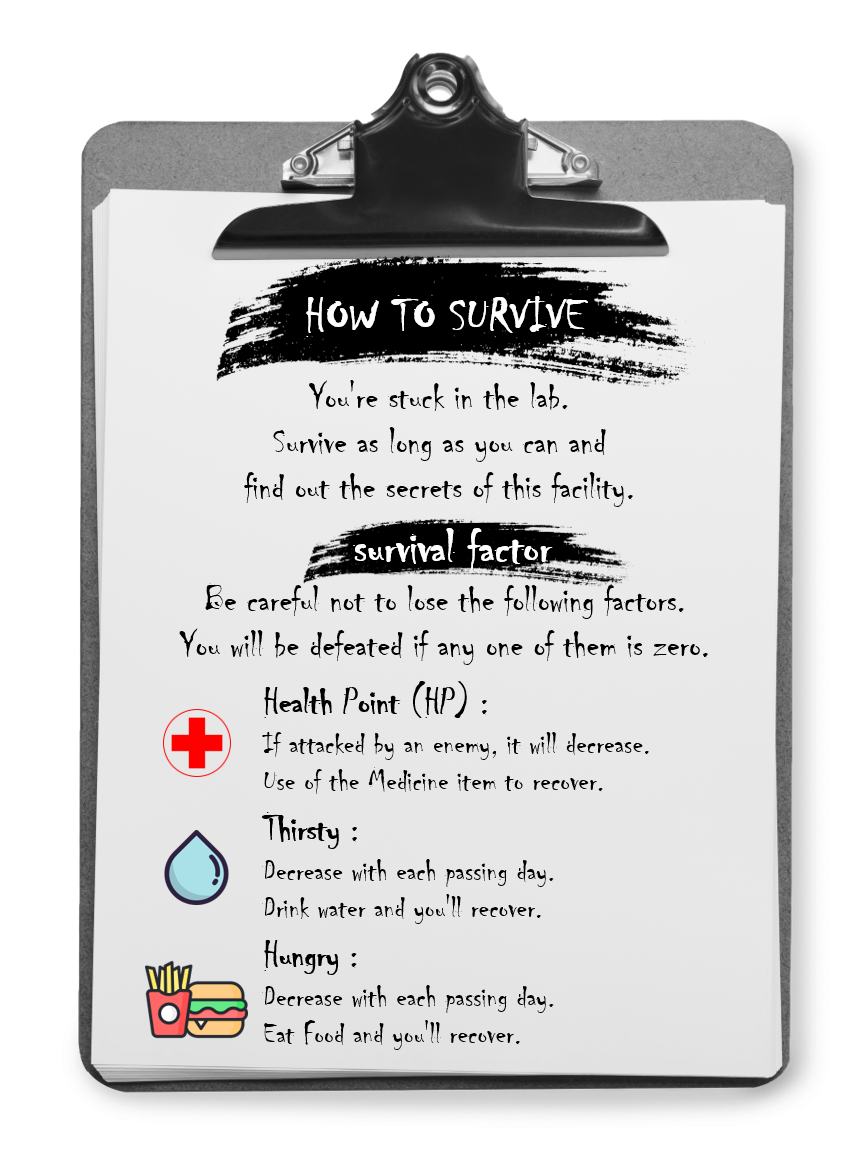 HOW TO SURVIVE
You're stuck in the lab.
Survive as long as you can and
find out the secrets of this facility.
survival factor
Be careful not to lose the following factors.
You will be defeated if any one of them is zero.
Health Point (HP) :
If attacked by an enemy, it will decrease.
Use of the Medicine item to recover.
Thirsty :
Decrease with each passing day.
Drink water and you'll recover.
Hungry :
Decrease with each passing day.
Eat Food and you'll recover.